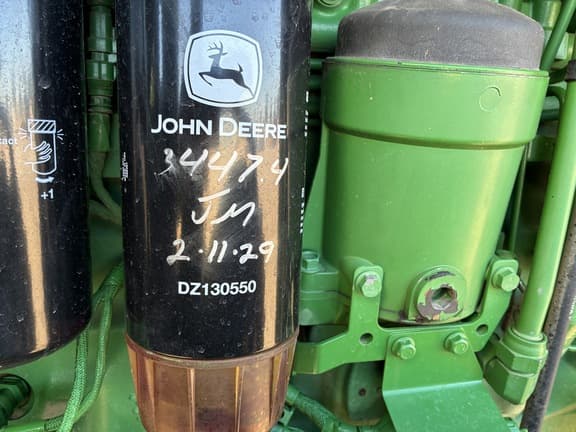 JOHN DEERE
34474
JM
2·11·29
DZ130550
+1